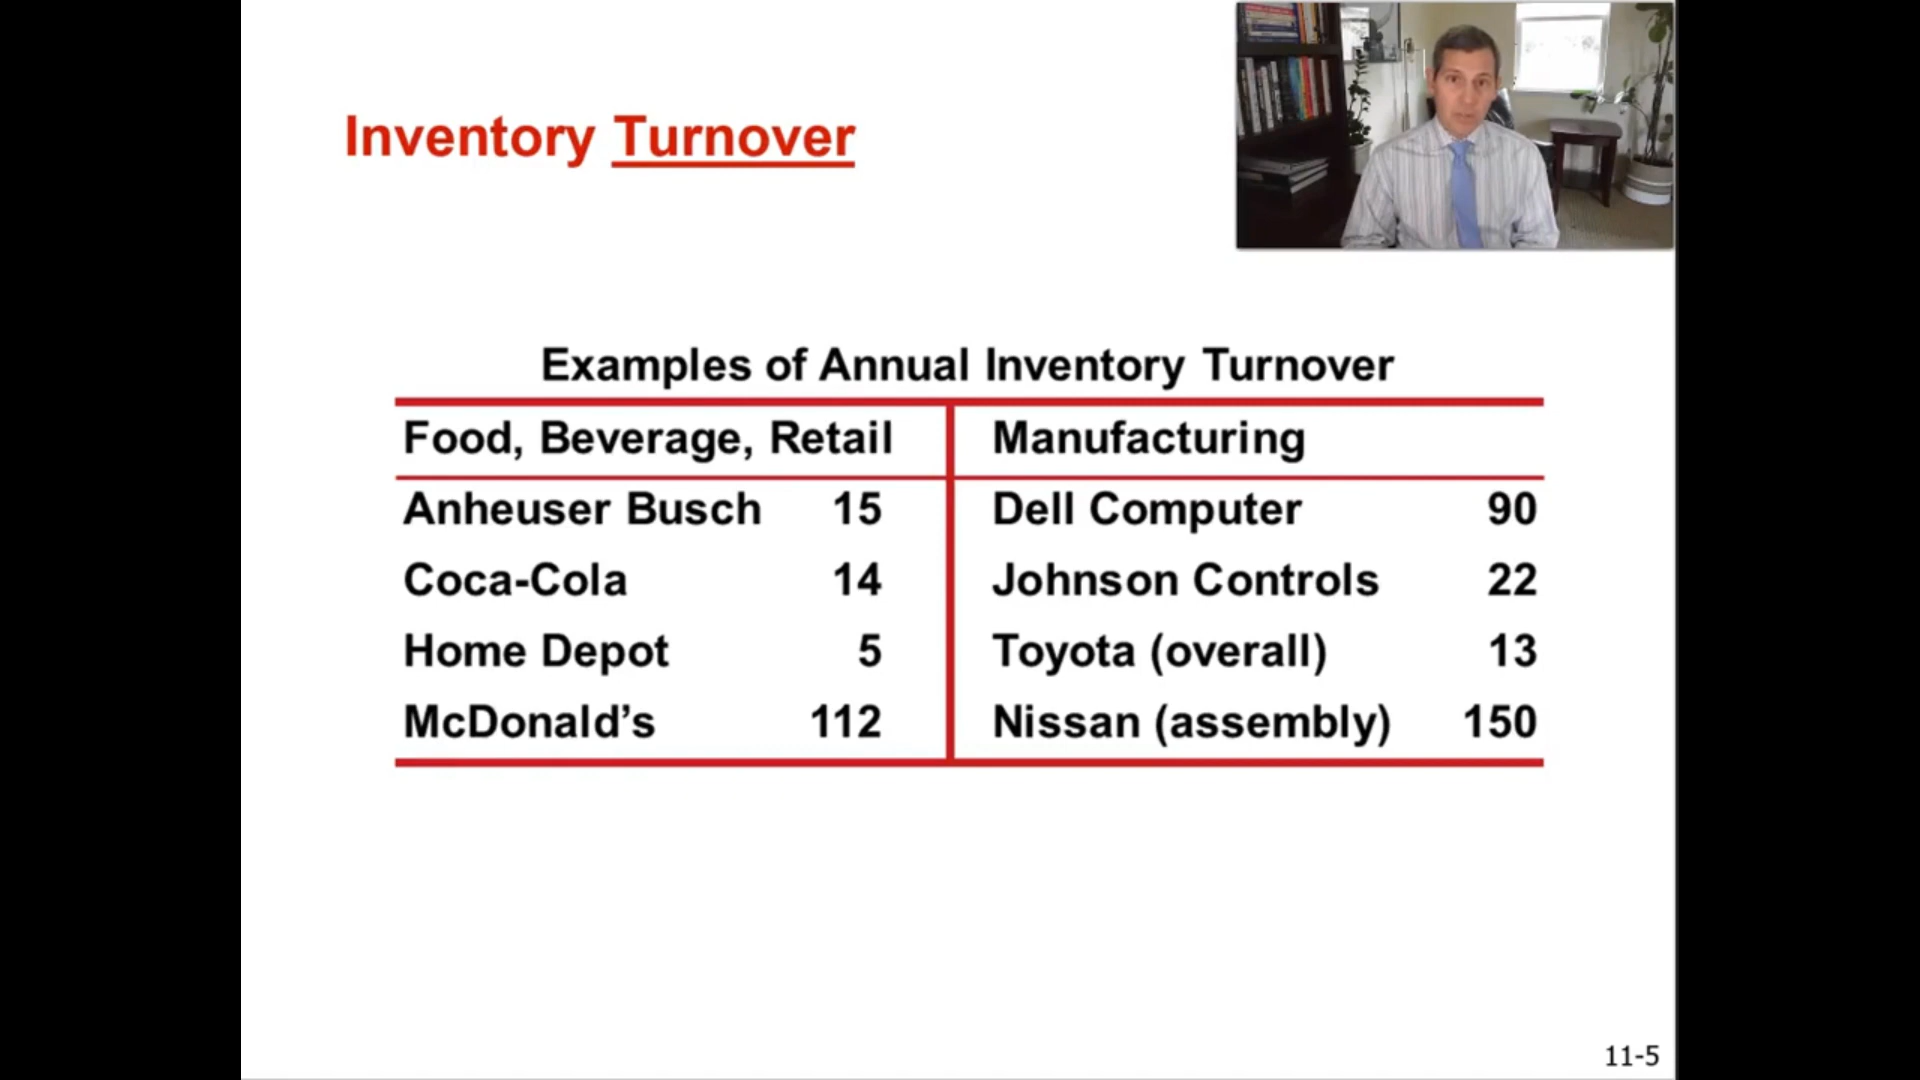 Inventory Turnover
Examples of Annual Inventory Turnover
Food, Beverage, Retail Manufacturing
Anheuser Busch 15 Dell Computer 90
Coca-Cola 14 Johnson Controls 22
Home Depot 5 Toyota (overall) 13
McDonald’s 112 Nissan (assembly) 150
11-5